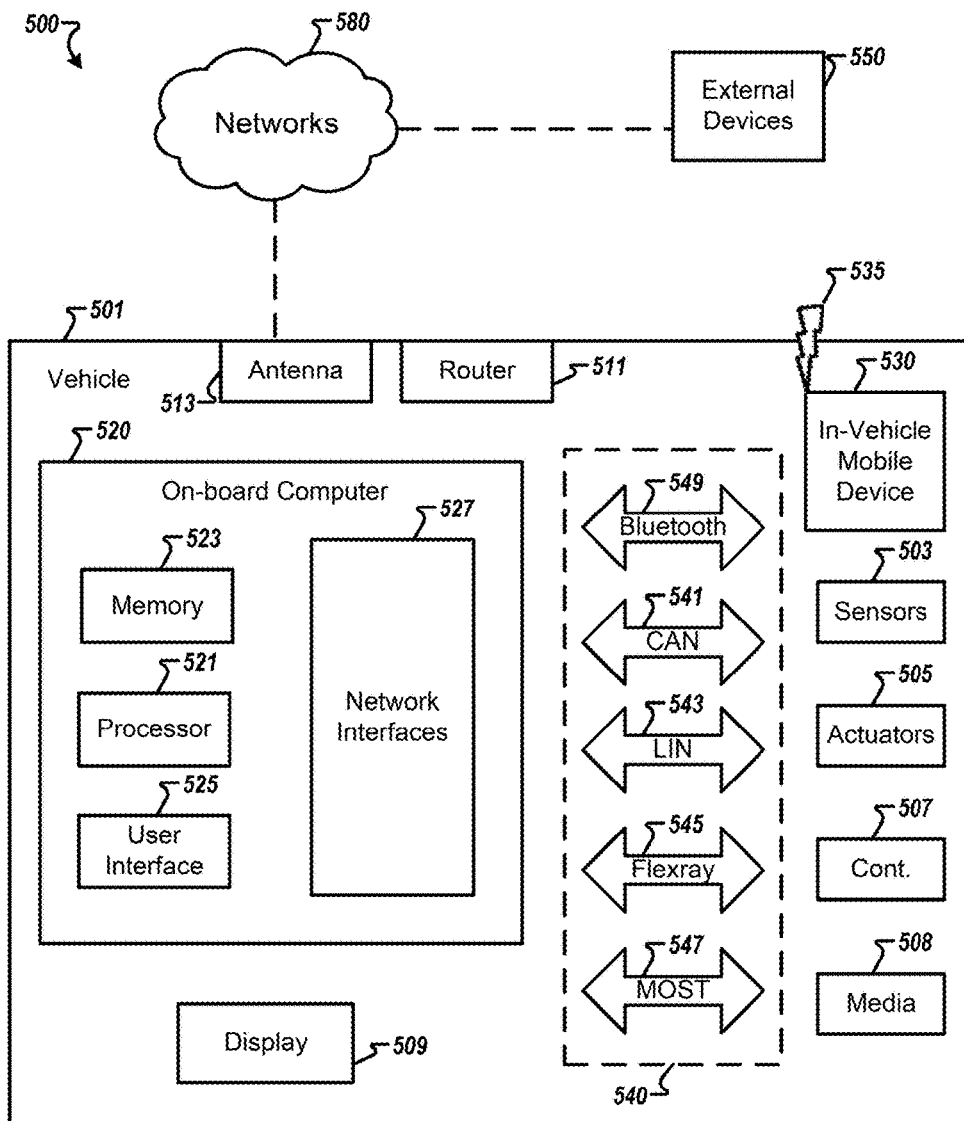 500
580
Networks
550
External
Devices
535
501
Vehicle
Antenna
513
Router
511
530
In-Vehicle
Mobile
Device
520
On-board Computer
523
Memory
521
Processor
525
User
Interface
527
Network
Interfaces
549
Bluetooth
541
CAN
543
LIN
545
Flexray
547
MOST
540
503
Sensors
505
Actuators
507
Cont.
508
Media
Display
509